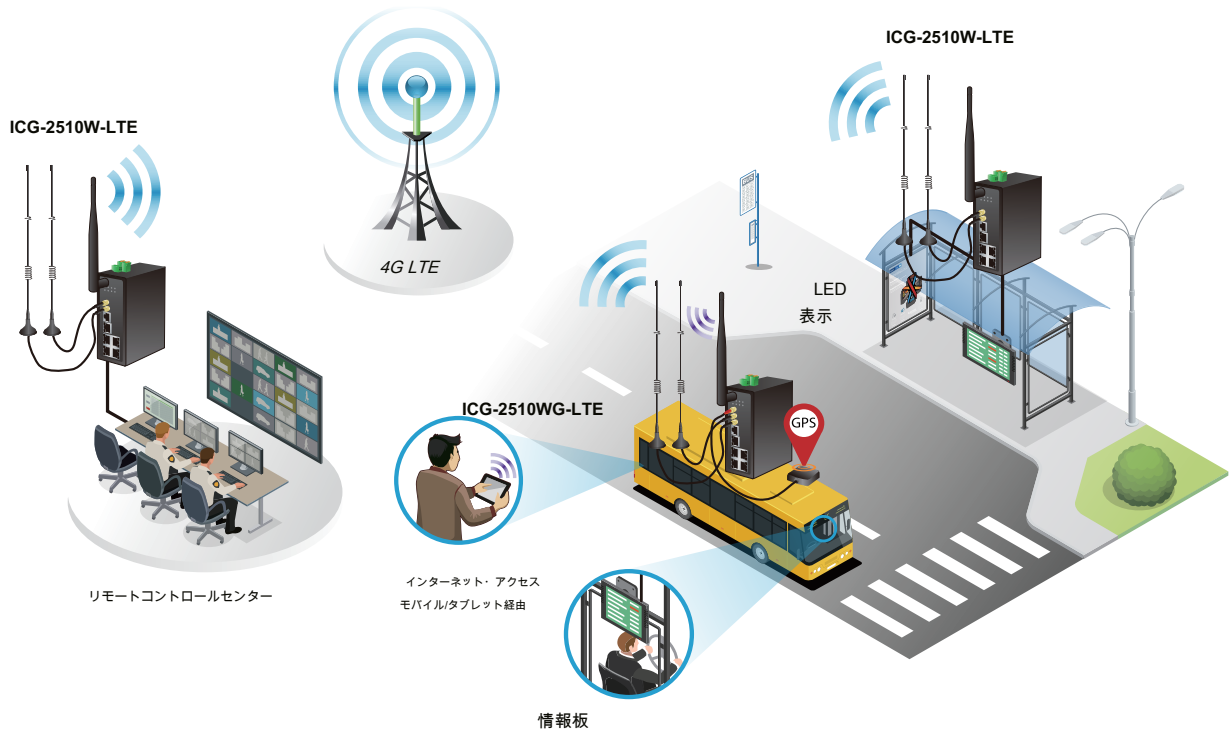 ICG-2510W-LTE
ICG-2510W-LTE
4G LTE
LED
表示
ICG-2510WG-LTE
GPS
インターネット・アクセス
モバイル/タブレット経由
リモートコントロールセンター
情報板